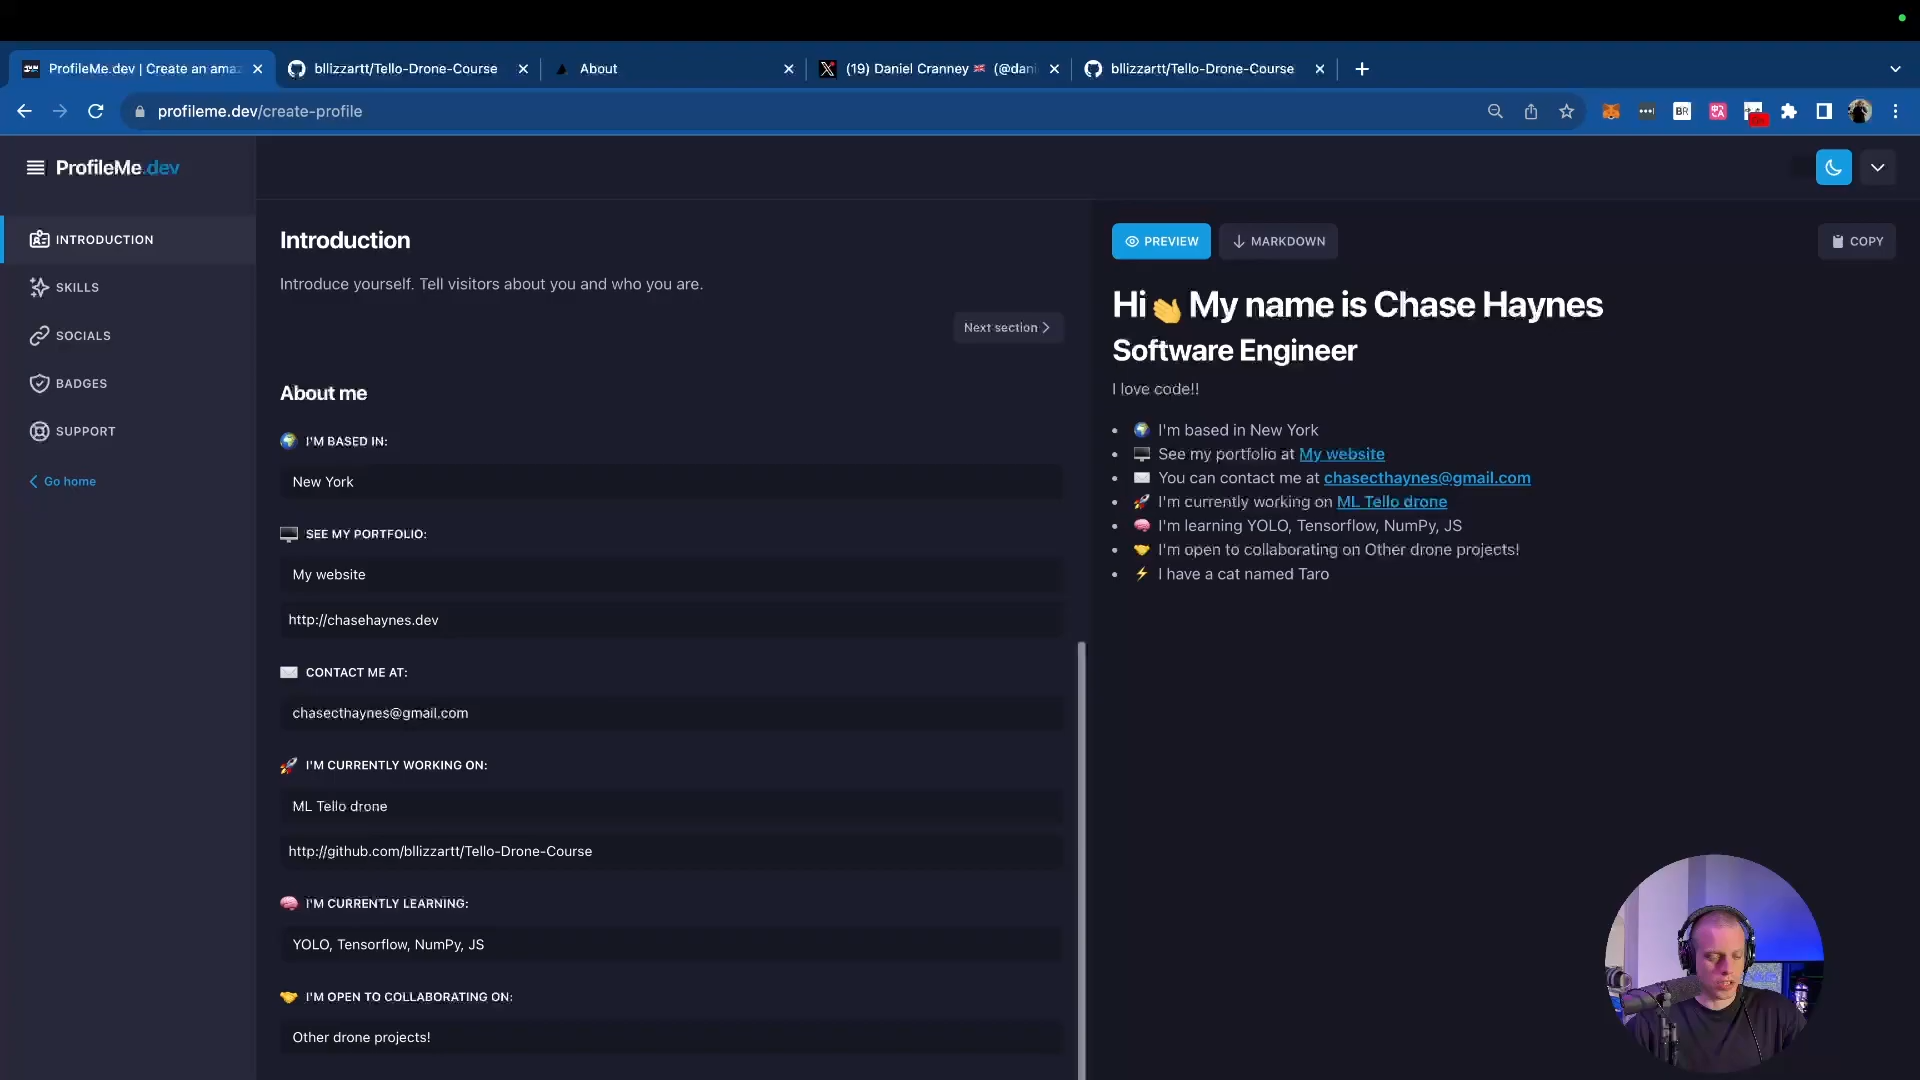 ProfileMe.dev | Create an ama
bllizzartt/Tello-Drone-Course
About
(19) Daniel Cranney 🇬🇧 (@dani
bllizzartt/Tello-Drone-Course
profileme.dev/create-profile
BR
ProfileMe.dev
INTRODUCTION
SKILLS
SOCIALS
BADGES
SUPPORT
Go home
Introduction
Introduce yourself. Tell visitors about you and who you are.
Next section
About me
I'M BASED IN:
New York
SEE MY PORTFOLIO:
My website
http://chasehaynes.dev
CONTACT ME AT:
chasecthaynes@gmail.com
I'M CURRENTLY WORKING ON:
ML Tello drone
http://github.com/bllizzartt/Tello-Drone-Course
I'M CURRENTLY LEARNING:
YOLO, Tensorflow, NumPy, JS
I'M OPEN TO COLLABORATING ON:
Other drone projects!
PREVIEW
MARKDOWN
COPY
Hi 👋 My name is Chase Haynes
Software Engineer
I love code!!
🌍 I'm based in New York
🖥️ See my portfolio at My website
✉️ You can contact me at chasecthaynes@gmail.com
🚀 I'm currently working on ML Tello drone
🧠 I'm learning YOLO, Tensorflow, NumPy, JS
🤝 I'm open to collaborating on Other drone projects!
⚡ I have a cat named Taro